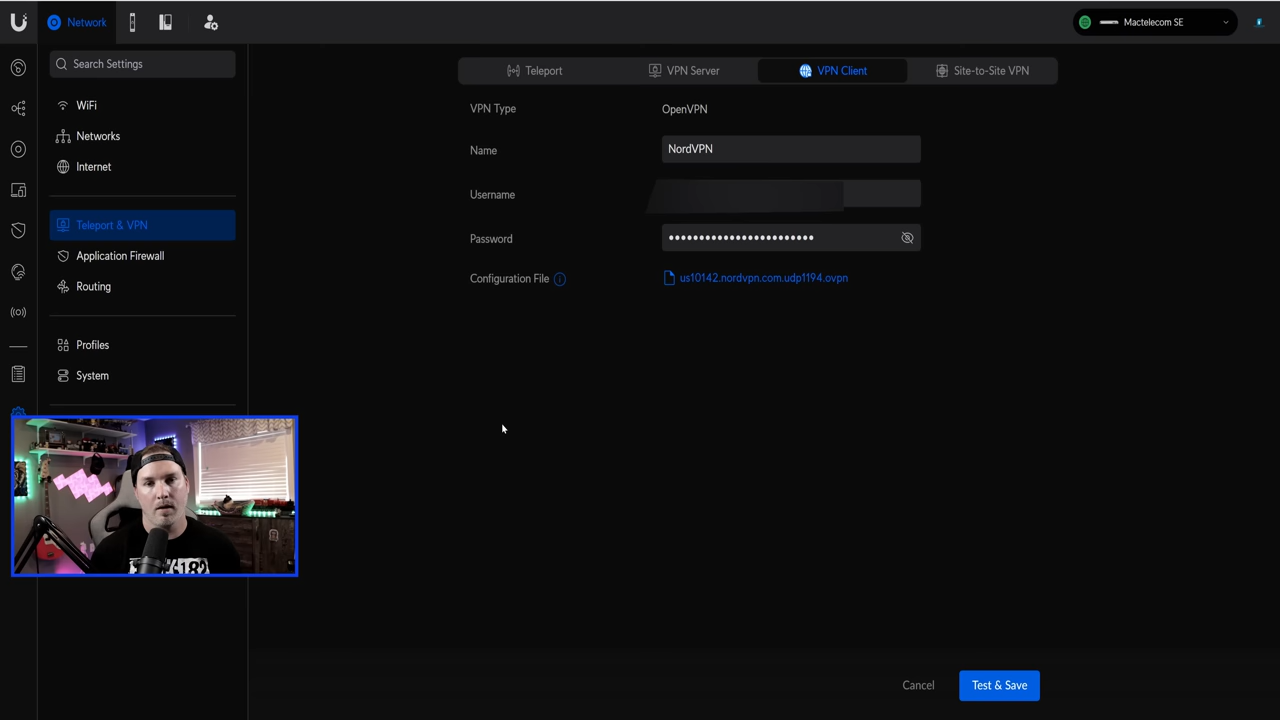 Network
Mactelecom SE
Search Settings
WiFi
Networks
Internet
Teleport & VPN
Application Firewall
Routing
Profiles
System
Teleport
VPN Server
VPN Client
Site-to-Site VPN
VPN Type
OpenVPN
Name
NordVPN
Username
Password
••••••••••••••••••••••••
Configuration File
us10142.nordvpn.com.udp1194.ovpn
Cancel
Test & Save